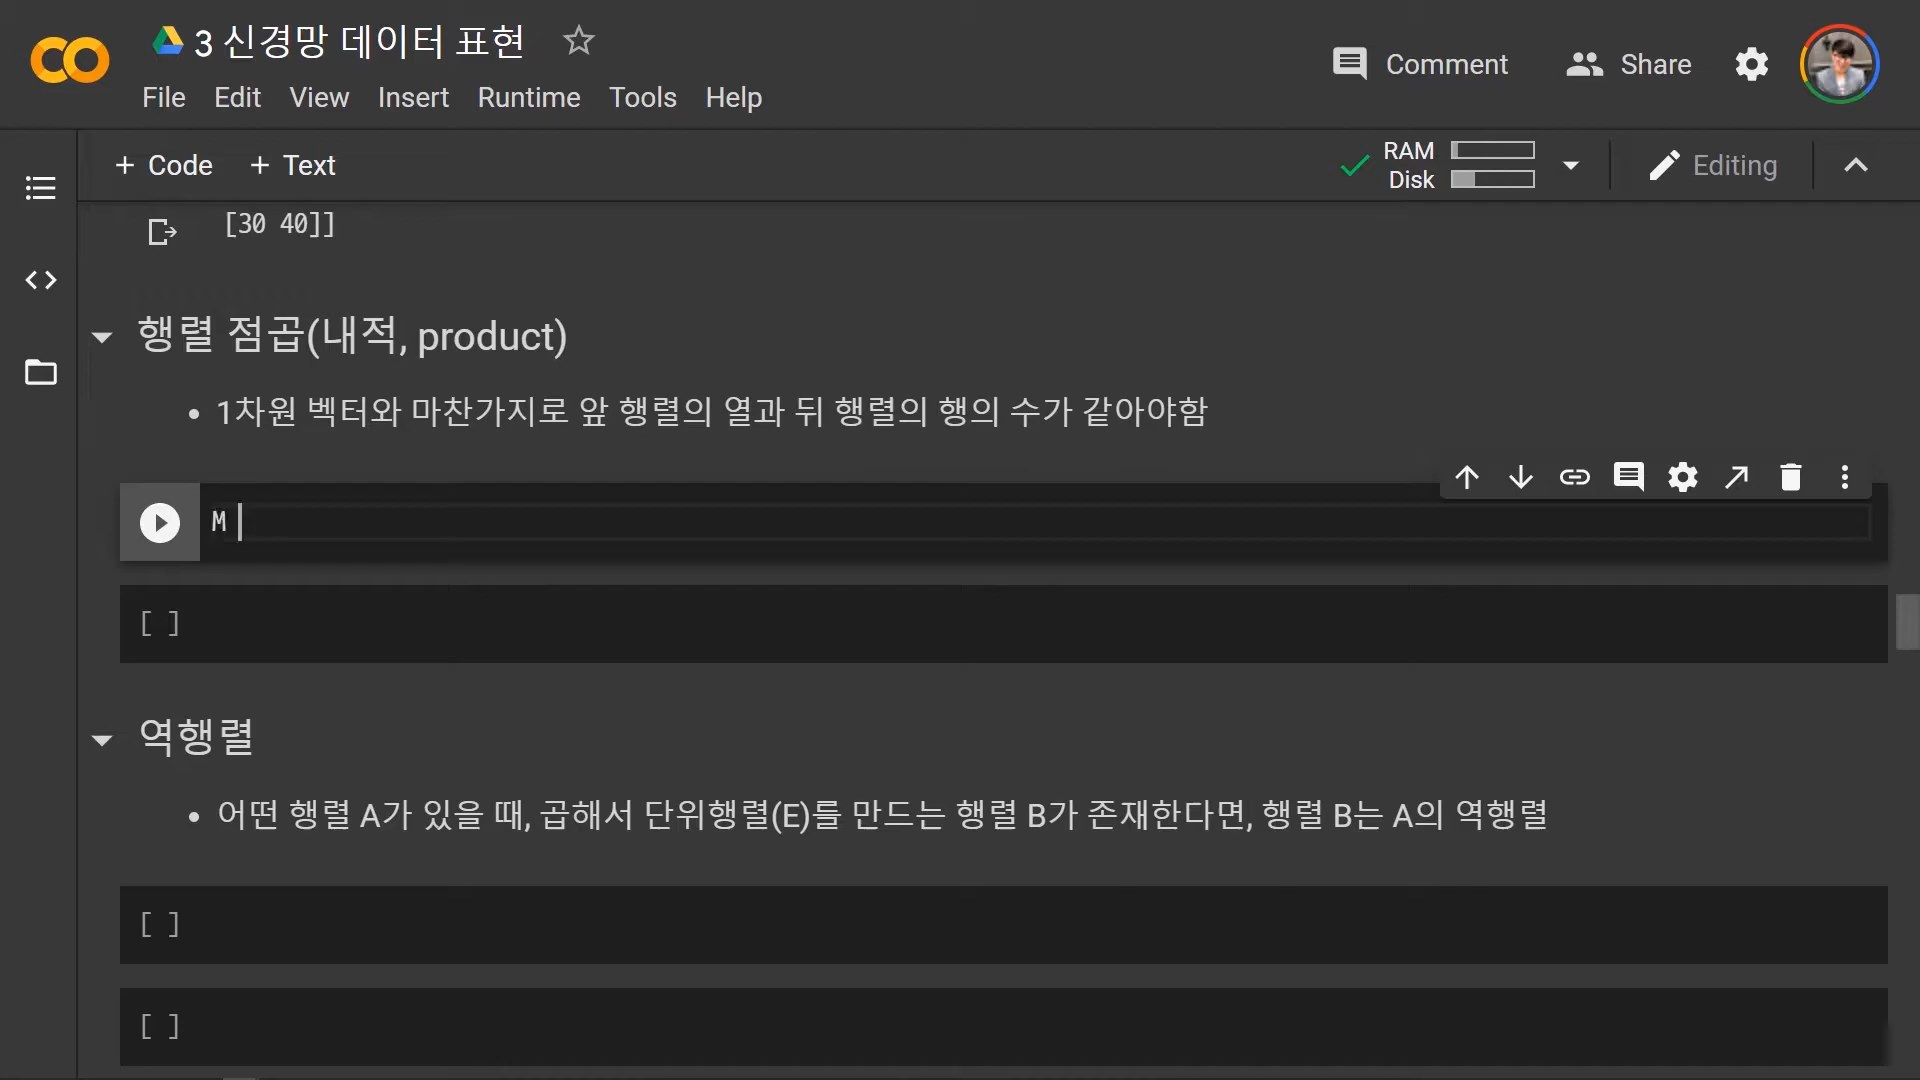 3 신경망 데이터 표현
Comment
Share
File Edit View Insert Runtime Tools Help
+ Code + Text
RAM
Disk
Editing
[30 40]]
행렬 점곱(내적, product)
• 1차원 벡터와 마찬가지로 앞 행렬의 열과 뒤 행렬의 행의 수가 같아야함
M
[ ]
역행렬
• 어떤 행렬 A가 있을 때, 곱해서 단위행렬(E)를 만드는 행렬 B가 존재한다면, 행렬 B는 A의 역행렬
[ ]
[ ]